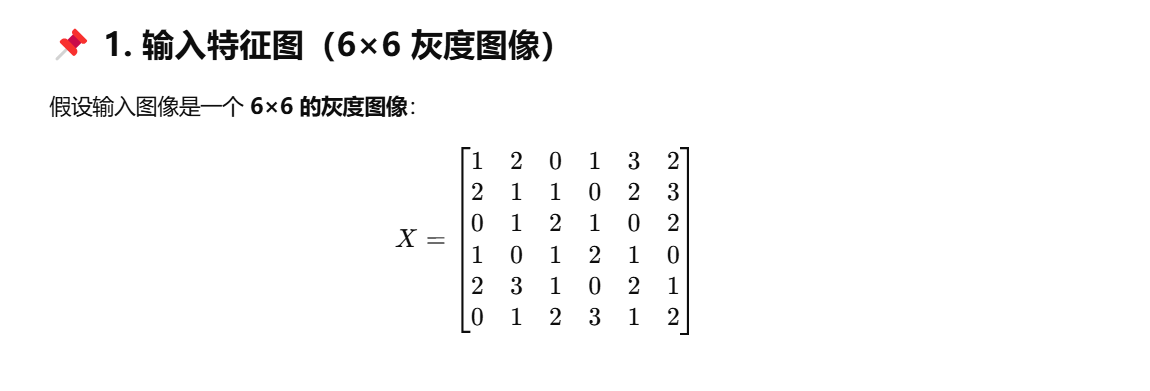 📌 1. 输入特征图（6×6 灰度图像）
假设输入图像是一个 6×6 的灰度图像：
1 2 0 1 3 2
2 1 1 0 2 3
0 1 2 1 0 2
X = 1 0 1 2 1 0
2 3 1 0 2 1
0 1 2 3 1 2